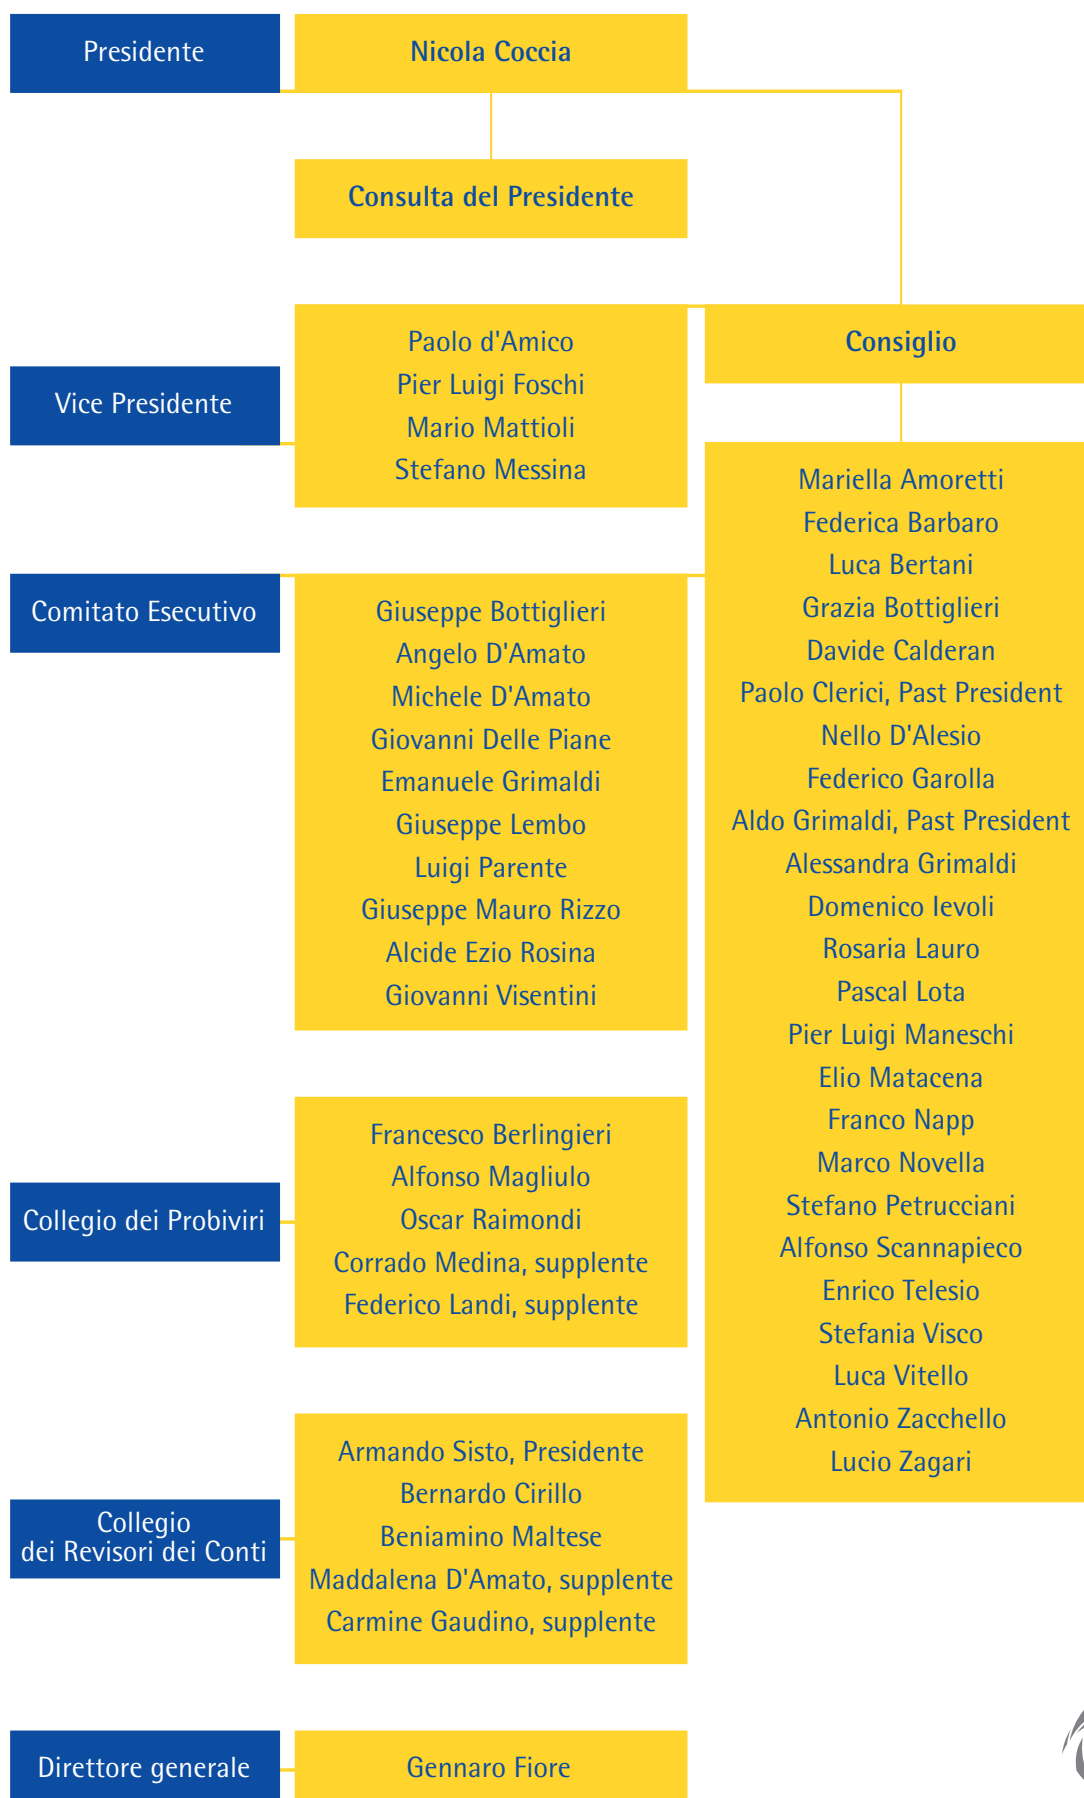 Presidente
Nicola Coccia
Consulta del Presidente
Vice Presidente
Paolo d'Amico
Pier Luigi Foschi
Mario Mattioli
Stefano Messina
Comitato Esecutivo
Giuseppe Bottiglieri
Angelo D'Amato
Michele D'Amato
Giovanni Delle Piane
Emanuele Grimaldi
Giuseppe Lembo
Luigi Parente
Giuseppe Mauro Rizzo
Alcide Ezio Rosina
Giovanni Visentini
Collegio dei Probiviri
Francesco Berlingieri
Alfonso Magliulo
Oscar Raimondi
Corrado Medina, supplente
Federico Landi, supplente
Collegio
dei Revisori dei Conti
Armando Sisto, Presidente
Bernardo Cirillo
Beniamino Maltese
Maddalena D'Amato, supplente
Carmine Gaudino, supplente
Direttore generale
Gennaro Fiore
Consiglio
Mariella Amoretti
Federica Barbaro
Luca Bertani
Grazia Bottiglieri
Davide Calderan
Paolo Clerici, Past President
Nello D'Alesio
Federico Garolla
Aldo Grimaldi, Past President
Alessandra Grimaldi
Domenico Ievoli
Rosaria Lauro
Pascal Lota
Pier Luigi Maneschi
Elio Matacena
Franco Napp
Marco Novella
Stefano Petrucciani
Alfonso Scannapieco
Enrico Telesio
Stefania Visco
Luca Vitello
Antonio Zacchello
Lucio Zagari